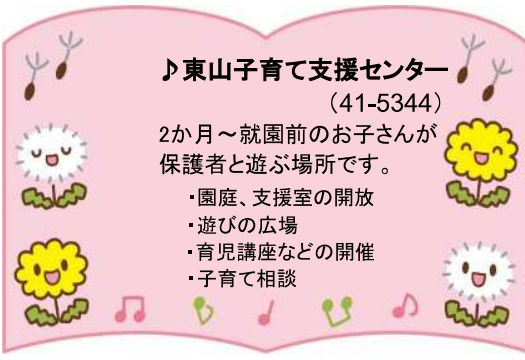 ♪東山子育て支援センター
（41-5344）
2か月～就園前のお子さんが
保護者と遊ぶ場所です。
・園庭、支援室の開放
・遊びの広場
・育児講座などの開催
・子育て相談